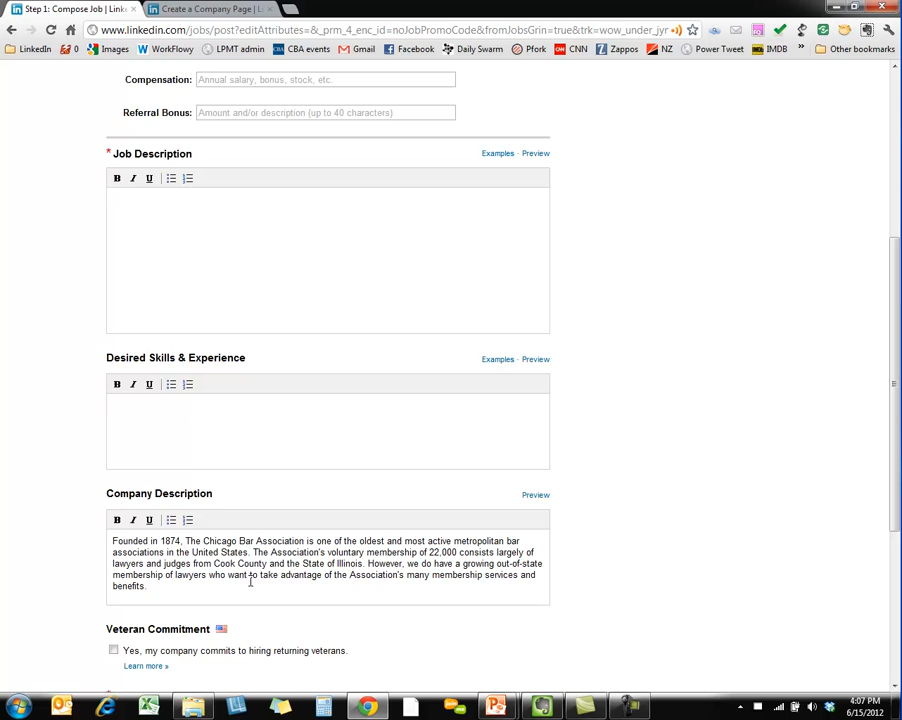 Step 1: Compose Job | Linke
Create a Company Page | Li
www.linkedin.com/jobs/post?editAttributes=&_prm_4_enc_id=noJobPromoCode&fromJobsGrin=true&trk=wow_under_jyn
LinkedIn
0
Images
WorkFlowy
LPMT admin
CBA events
Gmail
Facebook
Daily Swarm
Pfork
CNN
Zappos
NZ
Power Tweet
IMDB
»
Other bookmarks
Compensation: Annual salary, bonus, stock, etc.
Referral Bonus: Amount and/or description (up to 40 characters)
* Job Description
Examples · Preview
B I U
Desired Skills & Experience
Examples · Preview
B I U
Company Description
Preview
B I U
Founded in 1874, The Chicago Bar Association is one of the oldest and most active metropolitan bar
associations in the United States. The Association's voluntary membership of 22,000 consists largely of
lawyers and judges from Cook County and the State of Illinois. However, we do have a growing out-of-state
membership of lawyers who want to take advantage of the Association's many membership services and
benefits.
Veteran Commitment
Yes, my company commits to hiring returning veterans.
Learn more »
4:07 PM
6/15/2012